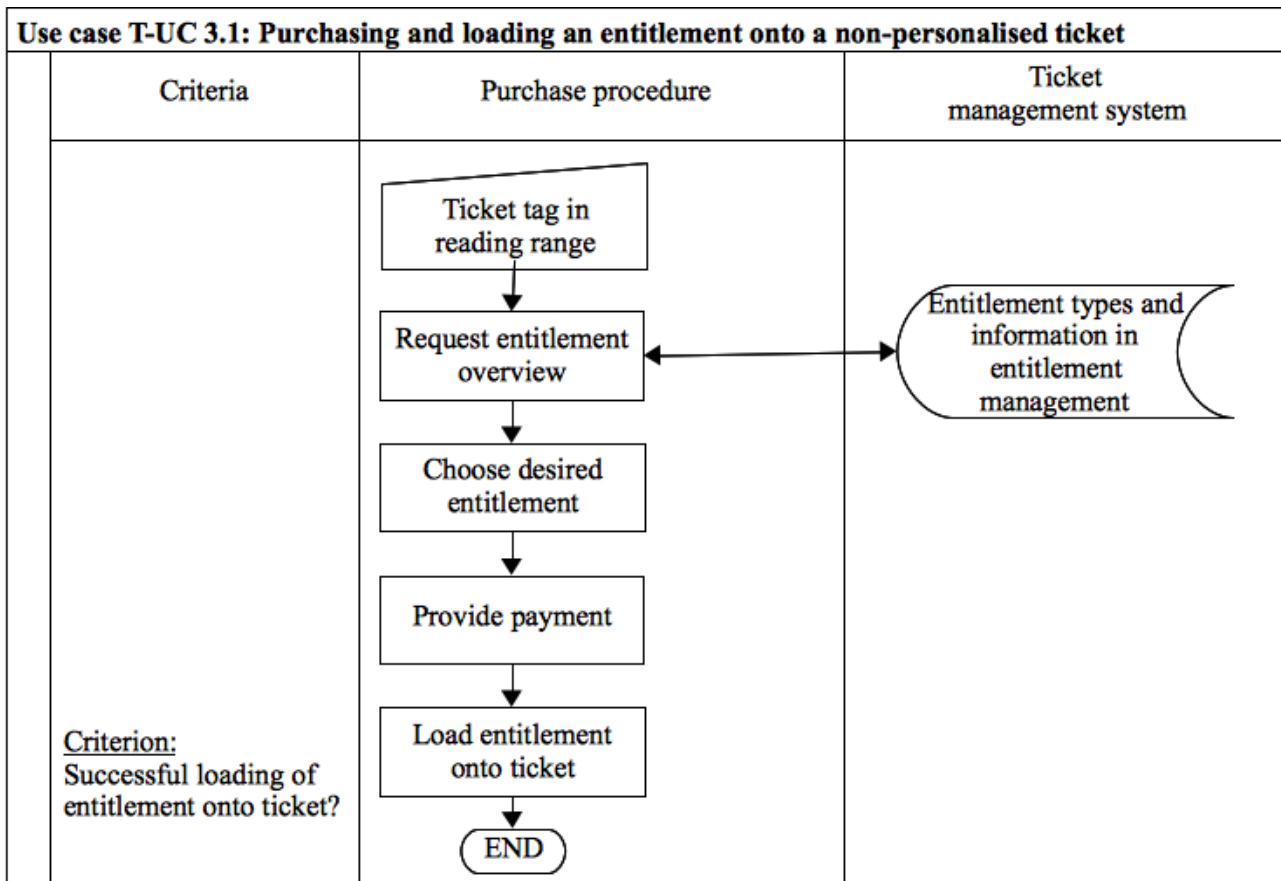 Use case T-UC 3.1: Purchasing and loading an entitlement onto a non-personalised ticket
Criteria
Purchase procedure
Ticket
management system
Ticket tag in
reading range
Request entitlement
overview
Entitlement types and
information in
entitlement
management
Choose desired
entitlement
Provide payment
Criterion:
Successful loading of
entitlement onto ticket?
Load entitlement
onto ticket
END